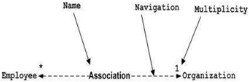 Name
Navigation
Multiplicity
* 1
Employee Association Organization